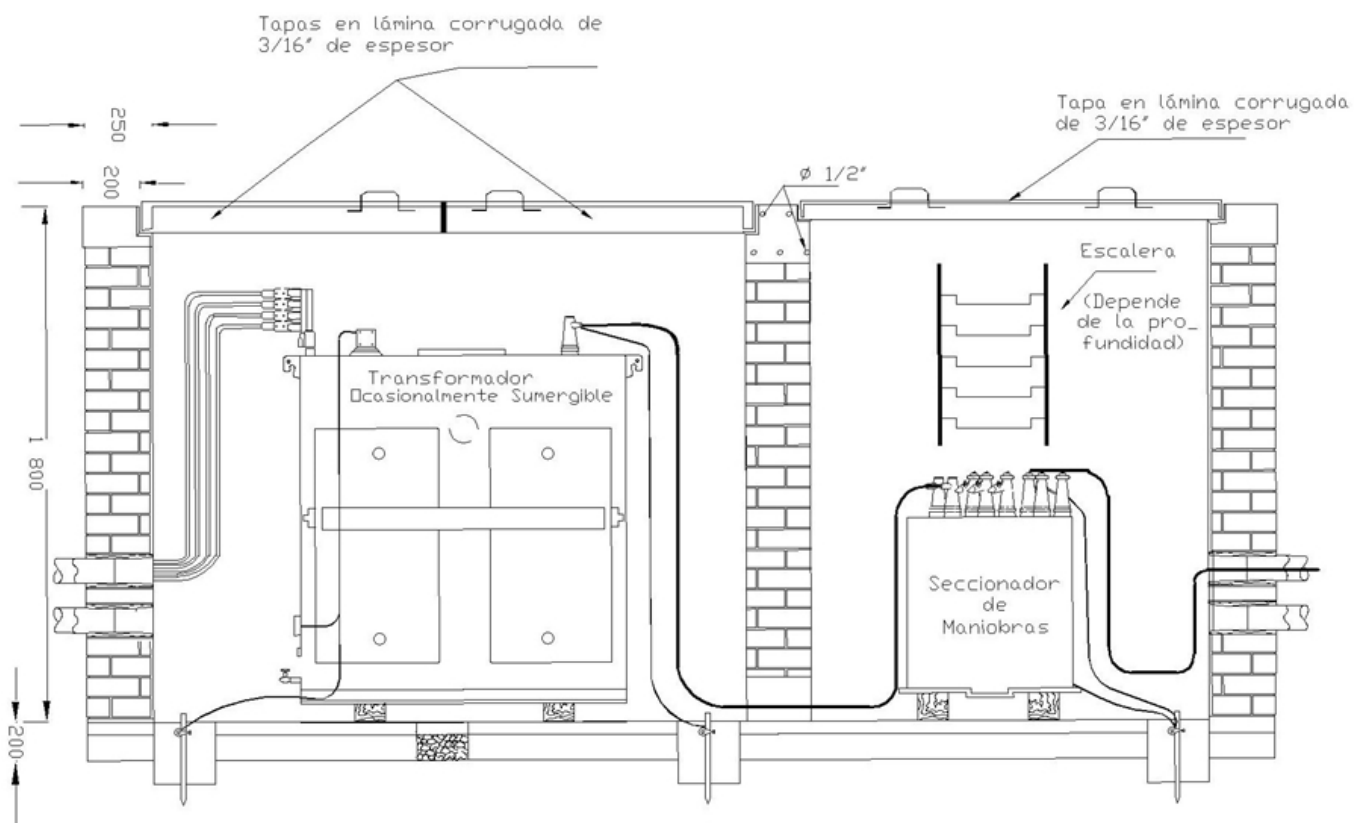 Tapas en lámina corrugada de
3/16" de espesor
Tapa en lámina corrugada
de 3/16" de espesor
250
200
ø 1/2"
Escalera
(Depende
de la pro_
fundidad)
Transformador
Ocasionalmente Sumergible
1 800
Seccionador
de
Maniobras
200